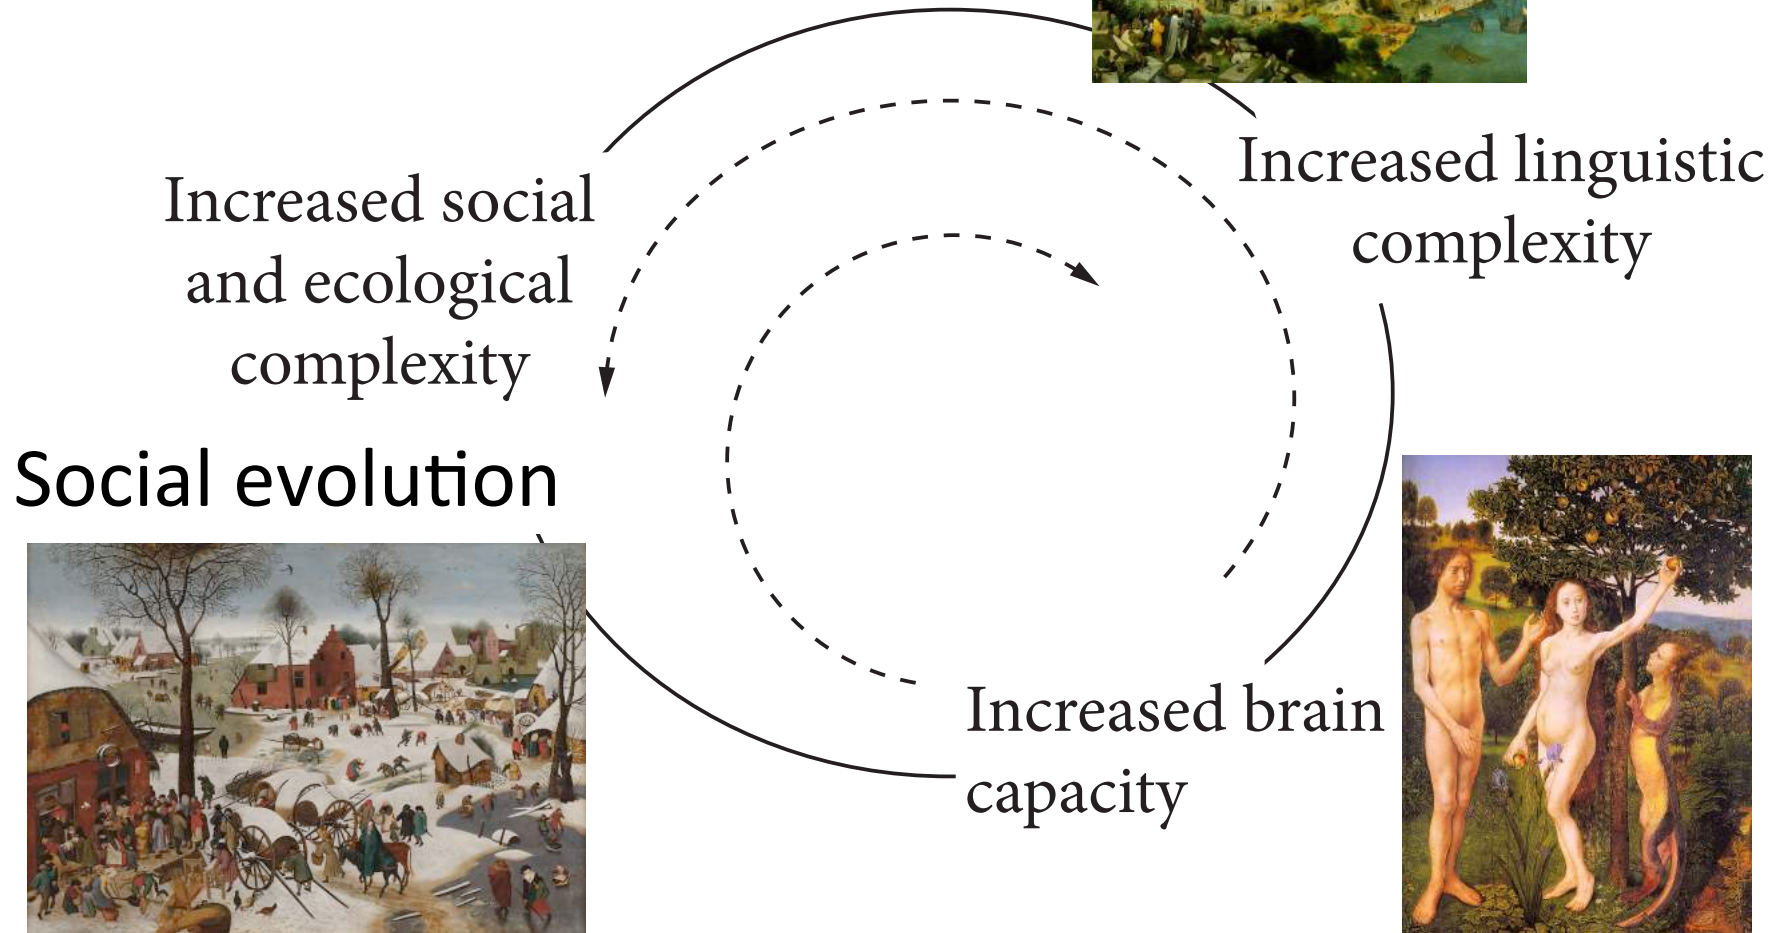 Increased linguistic
complexity
Increased social
and ecological
complexity
Social evolution
Increased brain
capacity